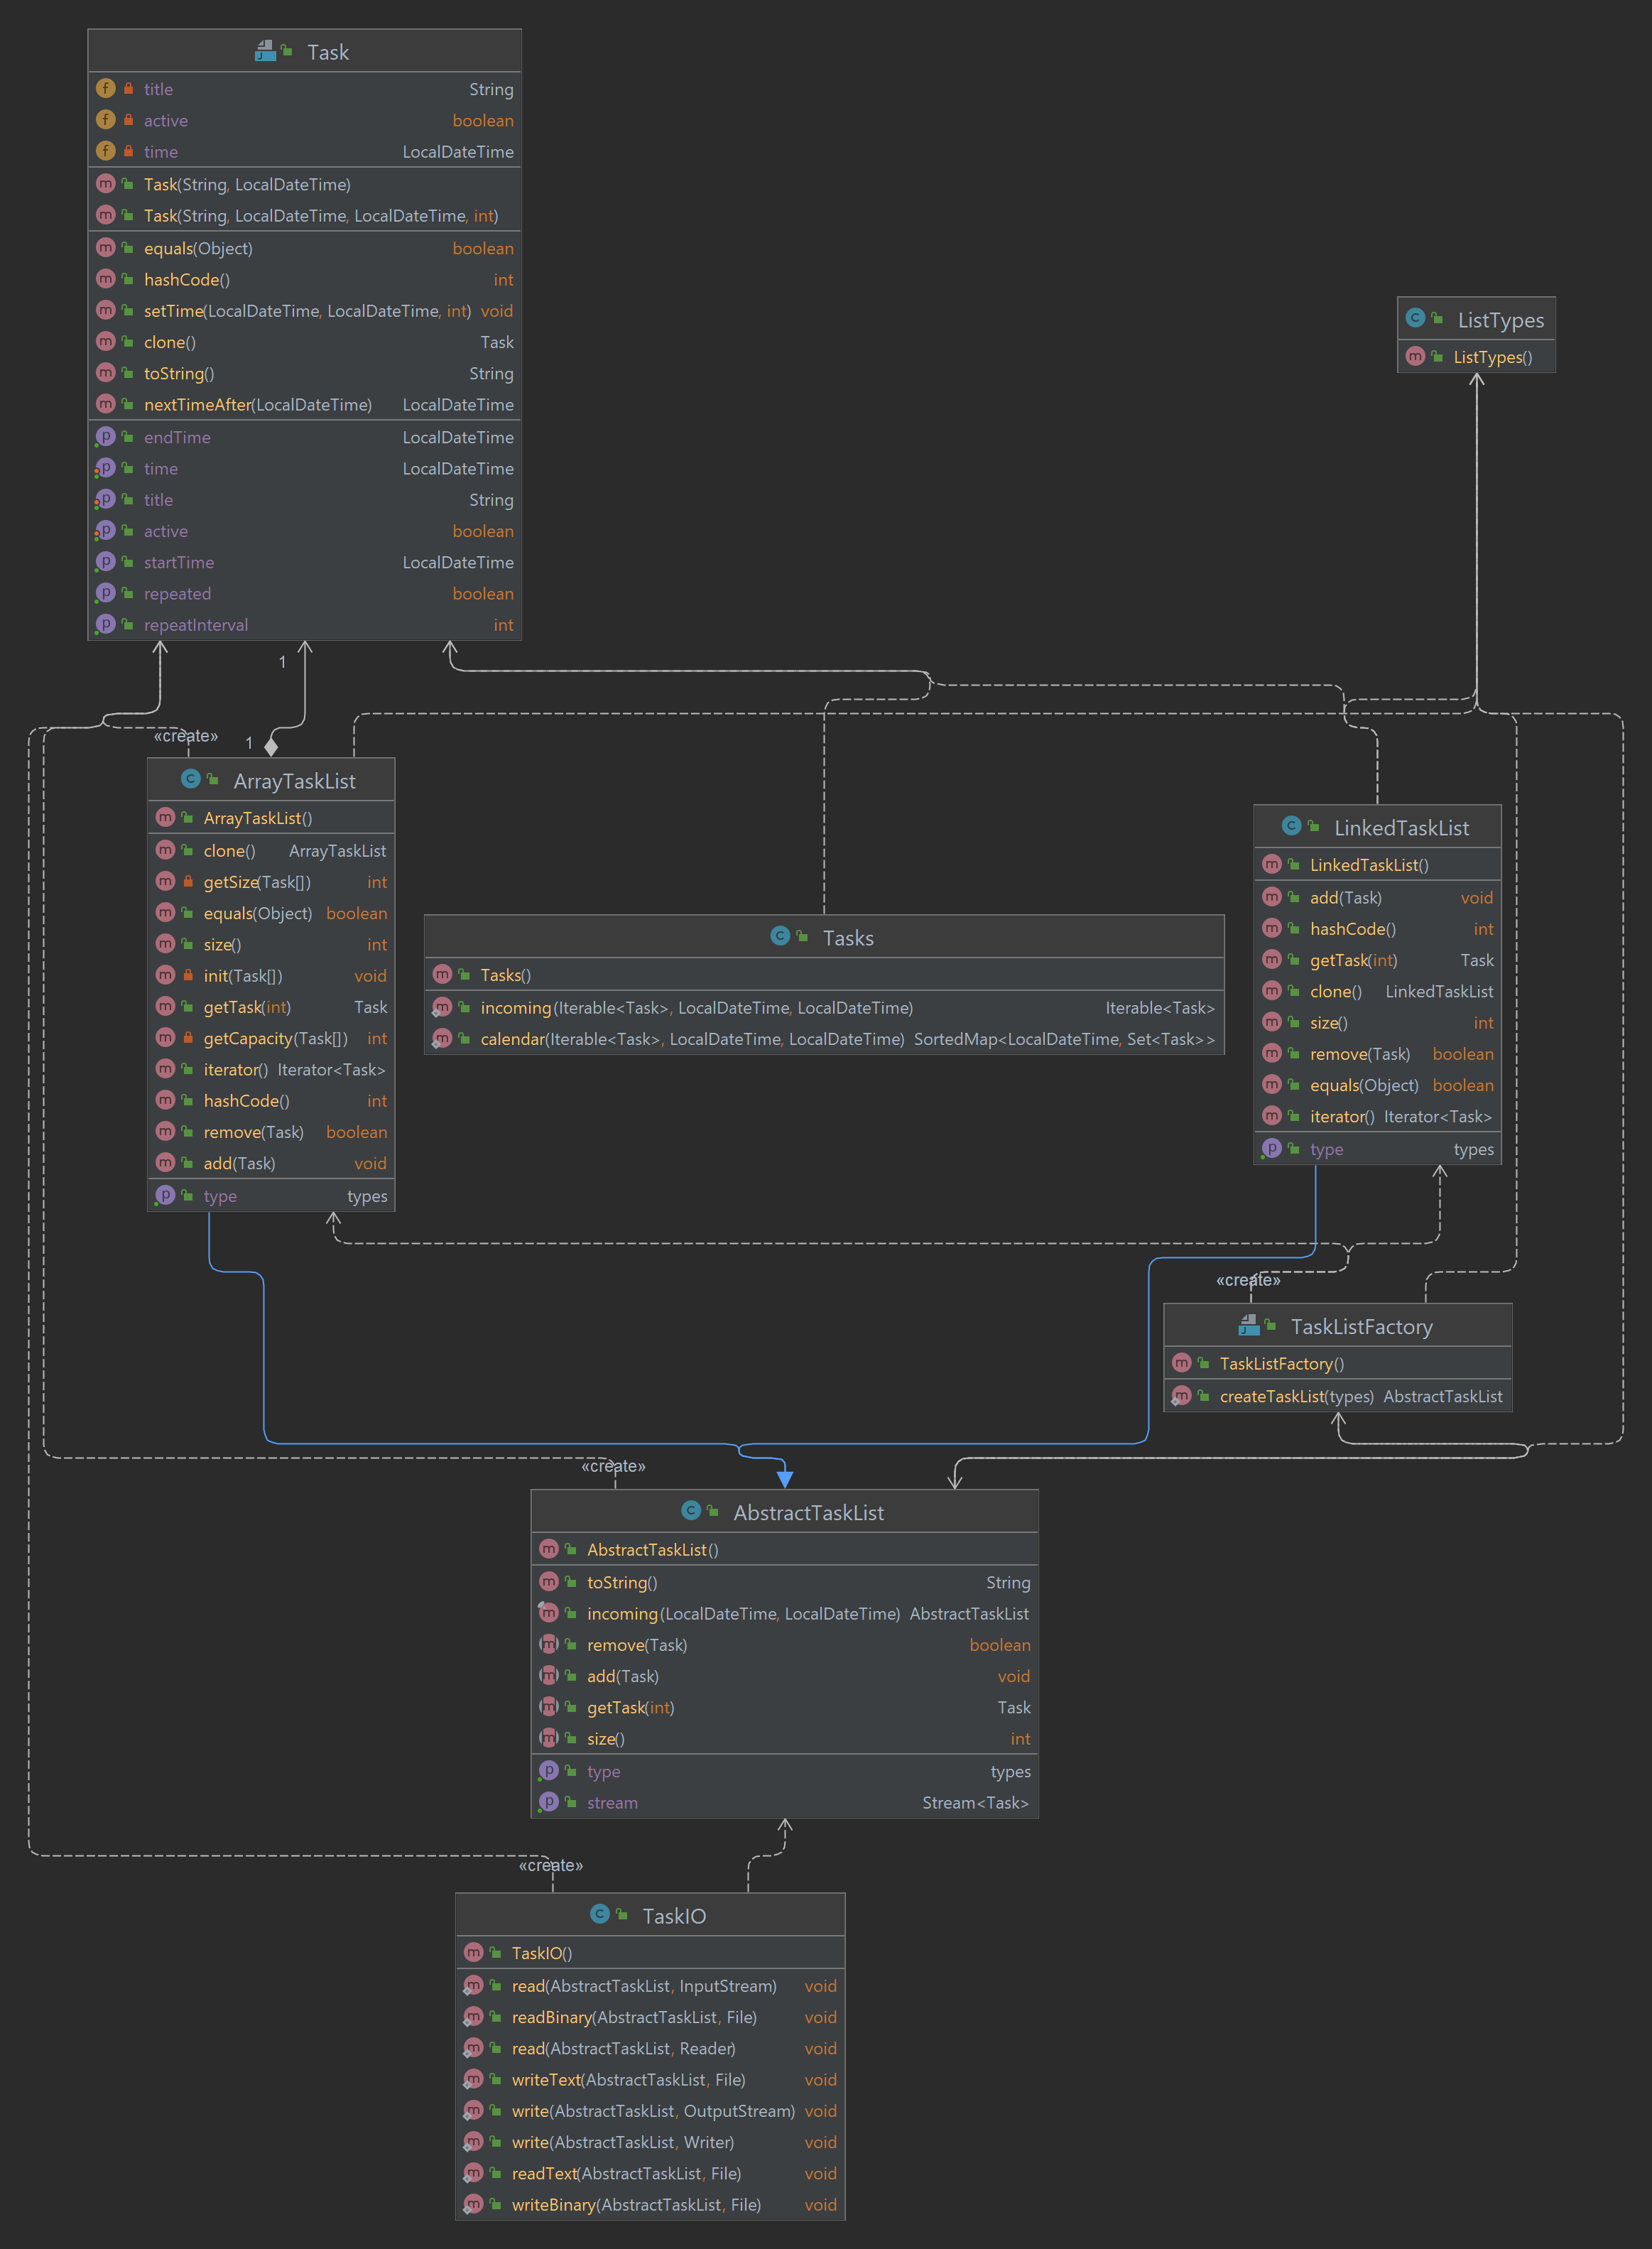 Task
title String
active boolean
time LocalDateTime
Task(String, LocalDateTime)
Task(String, LocalDateTime, LocalDateTime, int)
equals(Object) boolean
hashCode() int
setTime(LocalDateTime, LocalDateTime, int) void
clone() Task
toString() String
nextTimeAfter(LocalDateTime) LocalDateTime
endTime LocalDateTime
time LocalDateTime
title String
active boolean
startTime LocalDateTime
repeated boolean
repeatInterval int
ListTypes
ListTypes()
1
«create»
1
ArrayTaskList
ArrayTaskList()
clone() ArrayTaskList
getSize(Task[]) int
equals(Object) boolean
size() int
init(Task[]) void
getTask(int) Task
getCapacity(Task[]) int
iterator() Iterator<Task>
hashCode() int
remove(Task) boolean
add(Task) void
type types
Tasks
Tasks()
incoming(Iterable<Task>, LocalDateTime, LocalDateTime) Iterable<Task>
calendar(Iterable<Task>, LocalDateTime, LocalDateTime) SortedMap<LocalDateTime, Set<Task>>
LinkedTaskList
LinkedTaskList()
add(Task) void
hashCode() int
getTask(int) Task
clone() LinkedTaskList
size() int
remove(Task) boolean
equals(Object) boolean
iterator() Iterator<Task>
type types
«create»
TaskListFactory
TaskListFactory()
createTaskList(types) AbstractTaskList
«create»
AbstractTaskList
AbstractTaskList()
toString() String
incoming(LocalDateTime, LocalDateTime) AbstractTaskList
remove(Task) boolean
add(Task) void
getTask(int) Task
size() int
type types
stream Stream<Task>
«create»
TaskIO
TaskIO()
read(AbstractTaskList, InputStream) void
readBinary(AbstractTaskList, File) void
read(AbstractTaskList, Reader) void
writeText(AbstractTaskList, File) void
write(AbstractTaskList, OutputStream) void
write(AbstractTaskList, Writer) void
readText(AbstractTaskList, File) void
writeBinary(AbstractTaskList, File) void